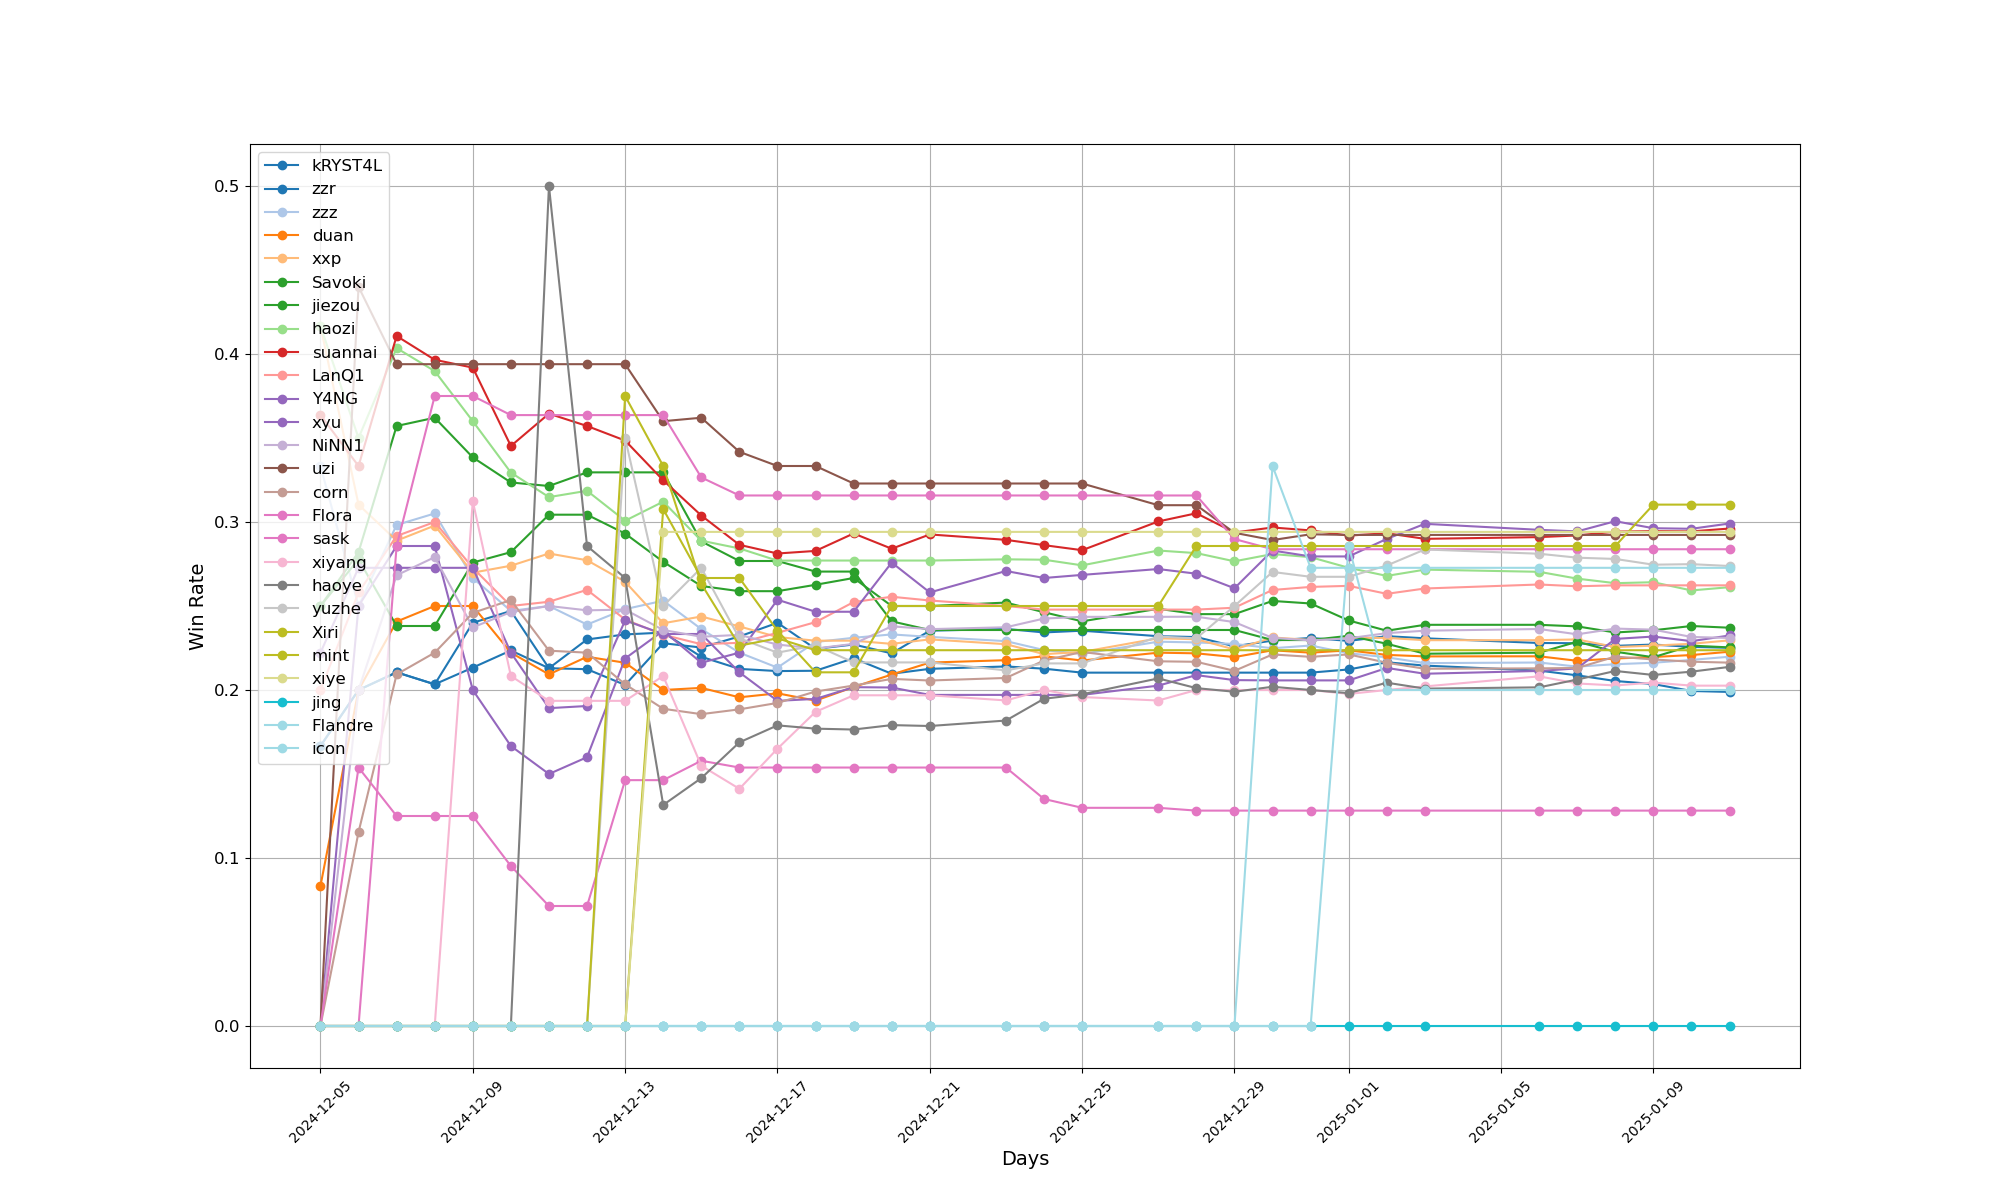 kRYST4L
zzr
zzz
duan
xxp
Savoki
jiezou
haozi
suannai
LanQ1
Y4NG
xyu
NiNN1
uzi
corn
Flora
sask
xiyang
haoye
yuzhe
Xiri
mint
xiye
jing
Flandre
icon
Win Rate
0.5
0.4
0.3
0.2
0.1
0.0
2024-12-05
2024-12-09
2024-12-13
2024-12-17
2024-12-21
2024-12-25
2024-12-29
2025-01-01
2025-01-05
2025-01-09
Days